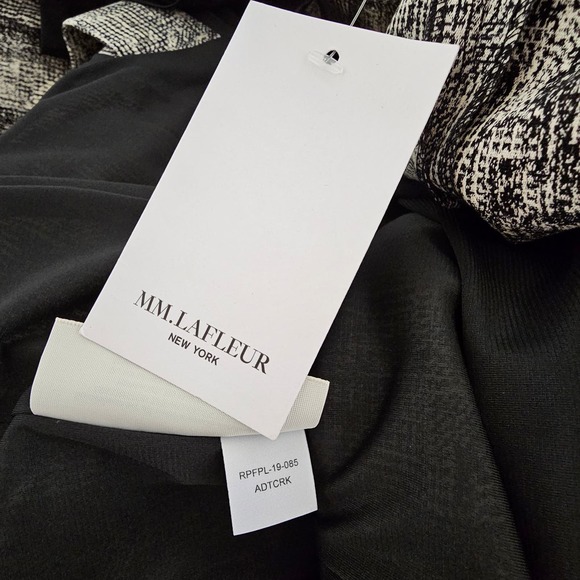 MM.LAFLEUR
NEW YORK
RPFPL-19-085
ADTCRK